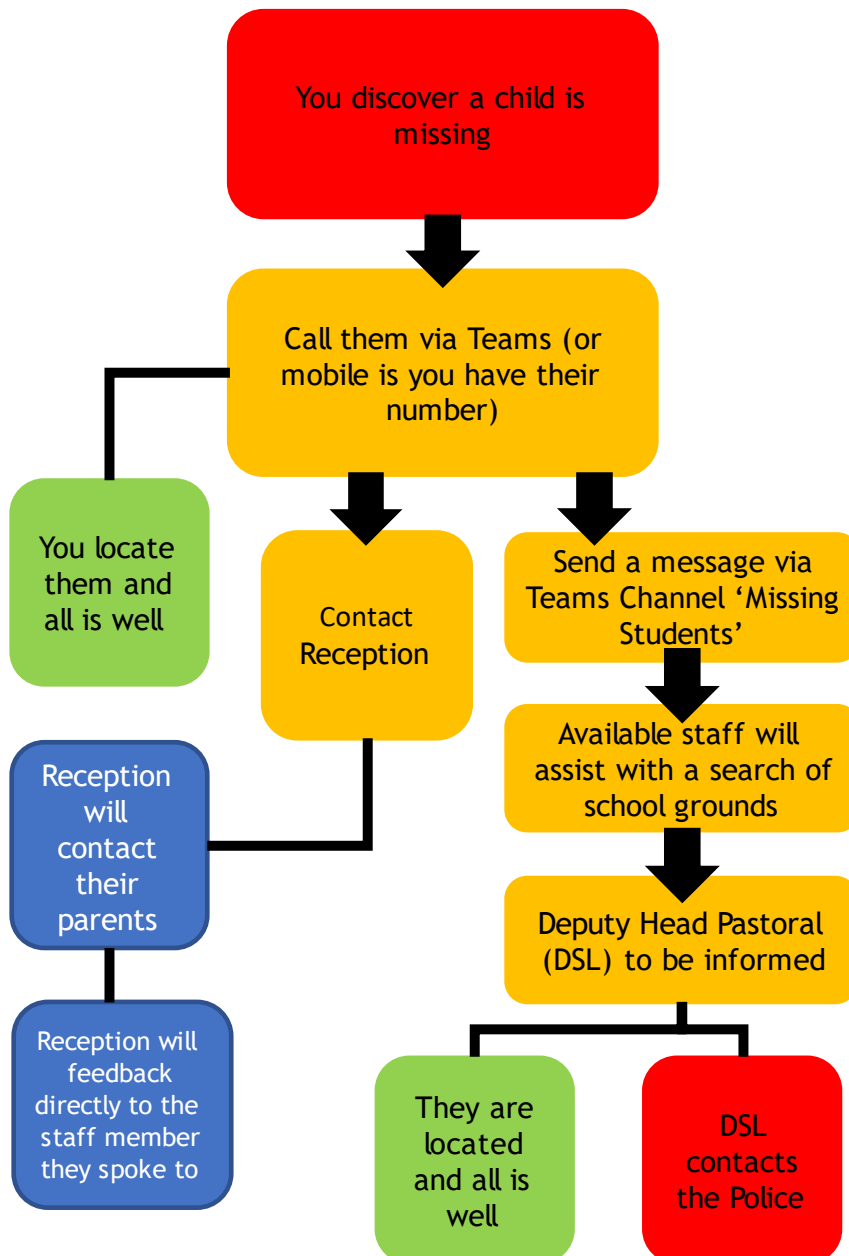 You discover a child is
missing
Call them via Teams (or
mobile is you have their
number)
You locate
them and
all is well
Contact
Reception
Send a message via
Teams Channel ‘Missing
Students’
Available staff will
assist with a search of
school grounds
Reception
will
contact
their
parents
Deputy Head Pastoral
(DSL) to be informed
Reception will
feedback
directly to the
staff member
they spoke to
They are
located
and all is
well
DSL
contacts
the Police